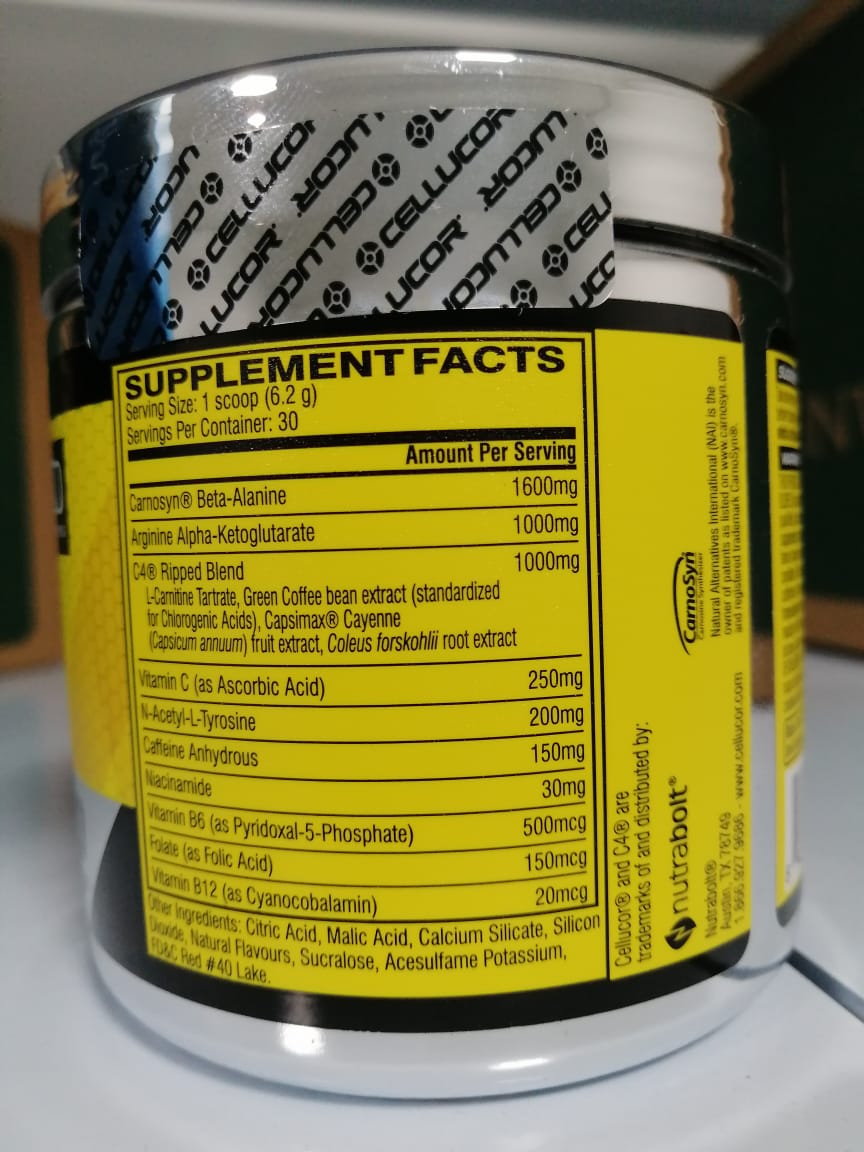 CELLUCOR
SUPPLEMENT FACTS
Serving Size: 1 scoop (6.2 g)
Servings Per Container: 30
Amount Per Serving
Carnosyn® Beta-Alanine 1600mg
Arginine Alpha-Ketoglutarate 1000mg
C4® Ripped Blend 1000mg
L-Carnitine Tartrate, Green Coffee bean extract (standardized
for Chlorogenic Acids), Capsimax® Cayenne
(Capsicum annuum) fruit extract, Coleus forskohlii root extract
Vitamin C (as Ascorbic Acid) 250mg
N-Acetyl-L-Tyrosine 200mg
Caffeine Anhydrous 150mg
Niacinamide 30mg
Vitamin B6 (as Pyridoxal-5-Phosphate) 500mcg
Folate (as Folic Acid) 150mcg
Vitamin B12 (as Cyanocobalamin) 20mcg
Other Ingredients: Citric Acid, Malic Acid, Calcium Silicate, Silicon
Dioxide, Natural Flavours, Sucralose, Acesulfame Potassium,
FD&C Red #40 Lake.
Cellucor® and C4® are
trademarks of and distributed by:
nutrabolt®
Nutrabolt®
Austin, TX 78749
1.866.927.9686 - www.cellucor.com
CarnoSyn
Carnosine Synthesizer
Natural Alternatives International (NAI) is the
owner of patents as listed on www.carnosyn.com
and registered trademark CarnoSyn®.